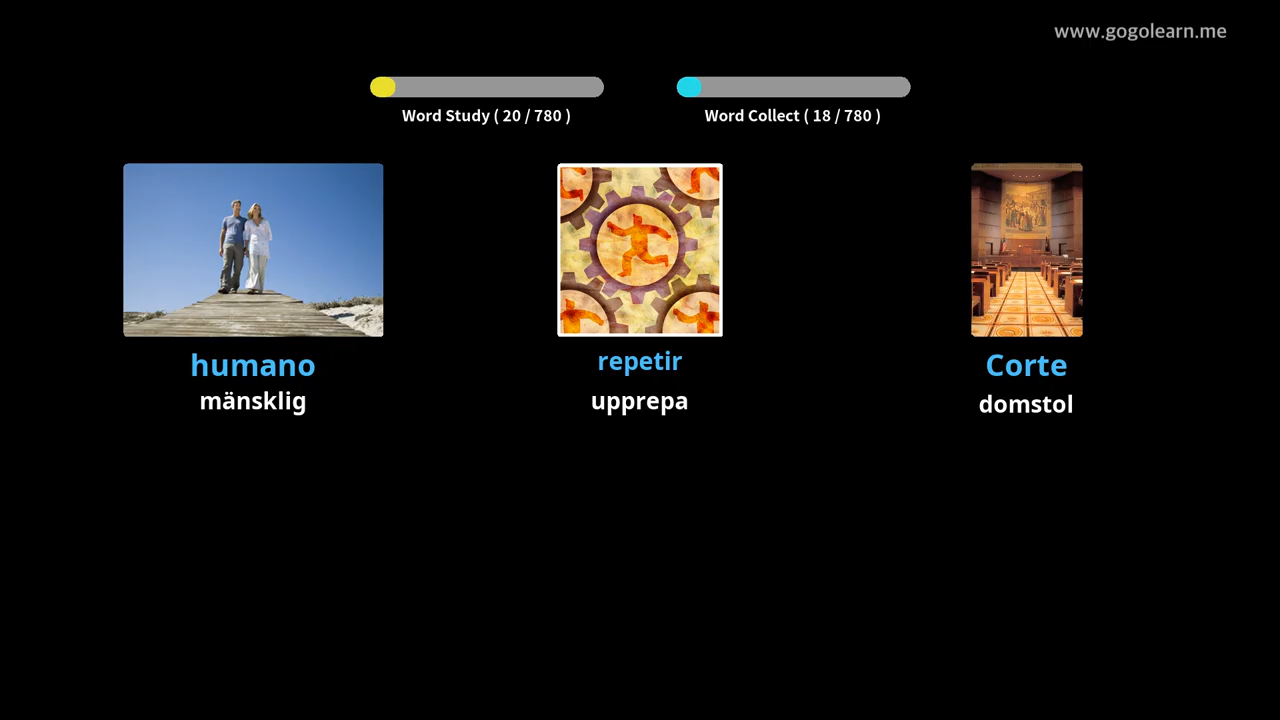 www.gogolearn.me
Word Study ( 20 / 780 )
Word Collect ( 18 / 780 )
humano
repetir
Corte
mänsklig
upprepa
domstol